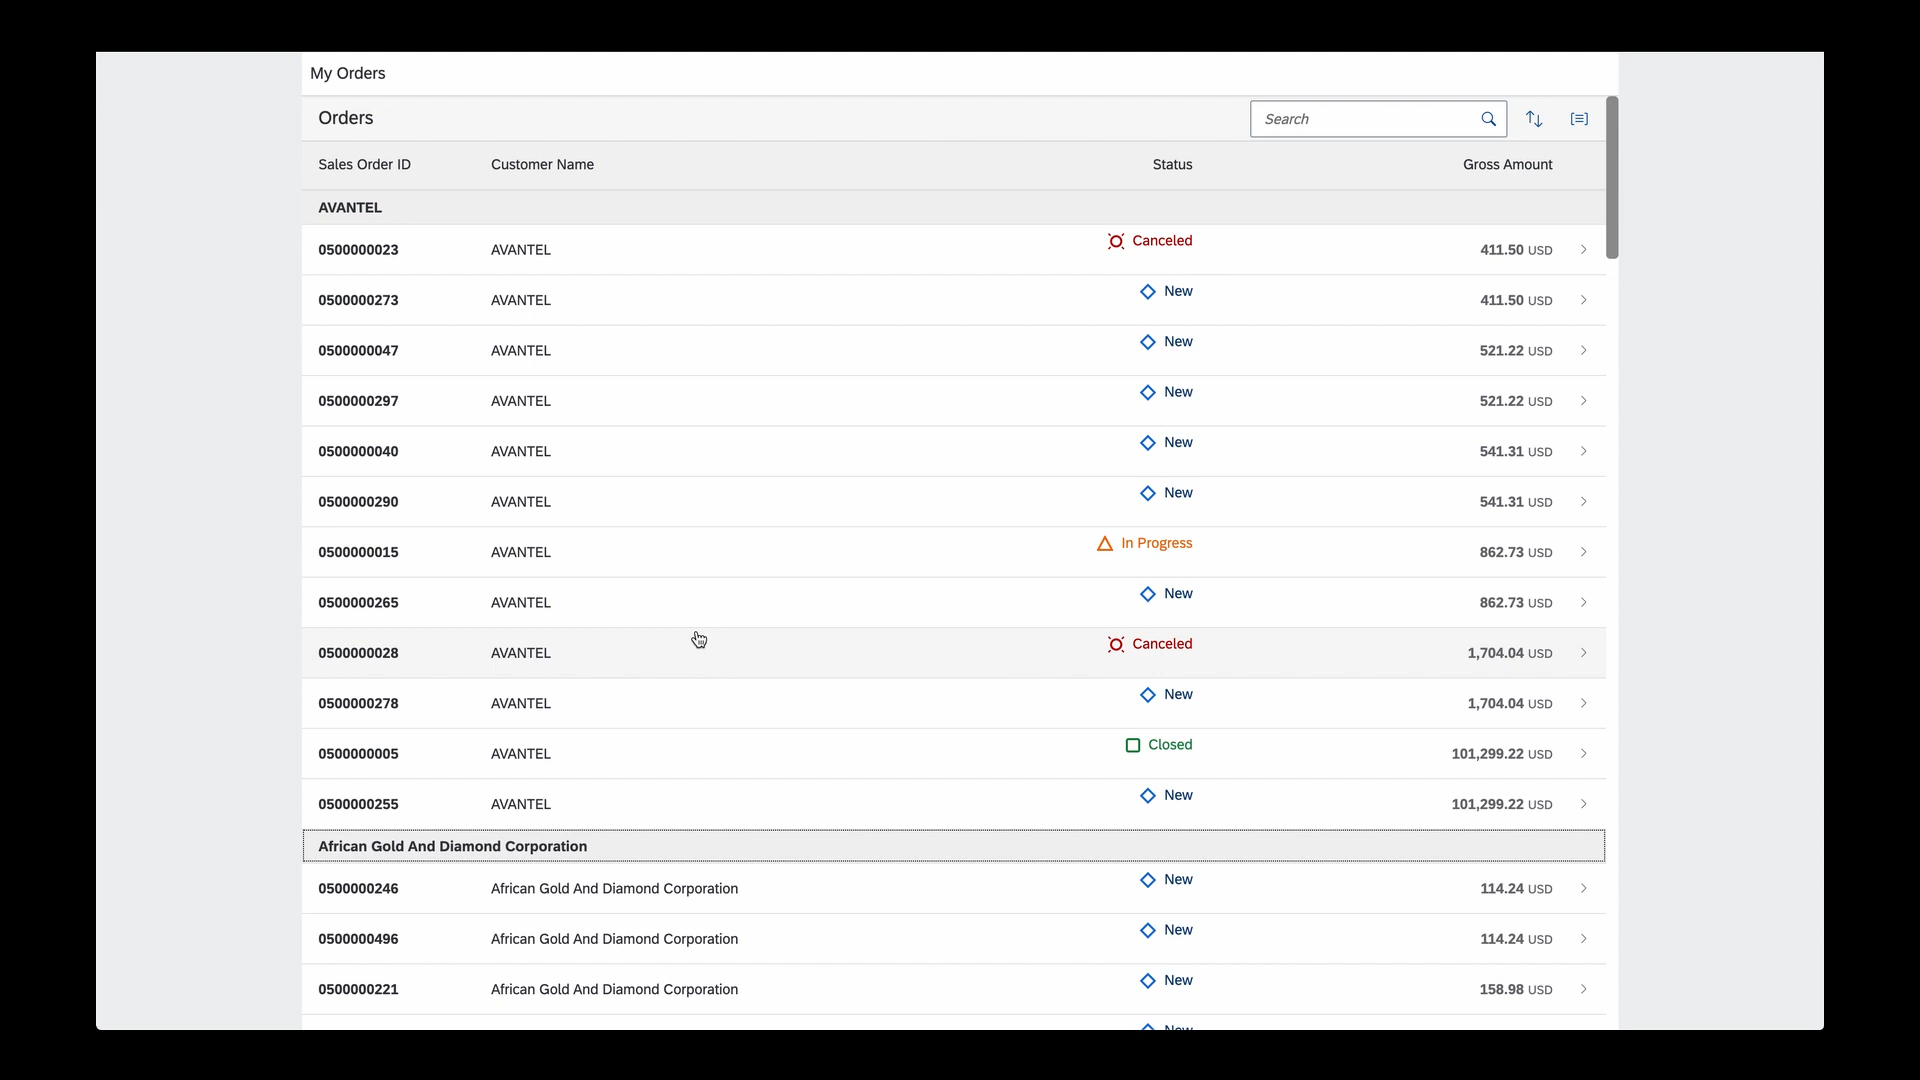 My Orders
Orders
Search
Sales Order ID Customer Name Status Gross Amount
AVANTEL
0500000023 AVANTEL Canceled 411.50 USD
0500000273 AVANTEL New 411.50 USD
0500000047 AVANTEL New 521.22 USD
0500000297 AVANTEL New 521.22 USD
0500000040 AVANTEL New 541.31 USD
0500000290 AVANTEL New 541.31 USD
0500000015 AVANTEL In Progress 862.73 USD
0500000265 AVANTEL New 862.73 USD
0500000028 AVANTEL Canceled 1,704.04 USD
0500000278 AVANTEL New 1,704.04 USD
0500000005 AVANTEL Closed 101,299.22 USD
0500000255 AVANTEL New 101,299.22 USD
African Gold And Diamond Corporation
0500000246 African Gold And Diamond Corporation New 114.24 USD
0500000496 African Gold And Diamond Corporation New 114.24 USD
0500000221 African Gold And Diamond Corporation New 158.98 USD
New